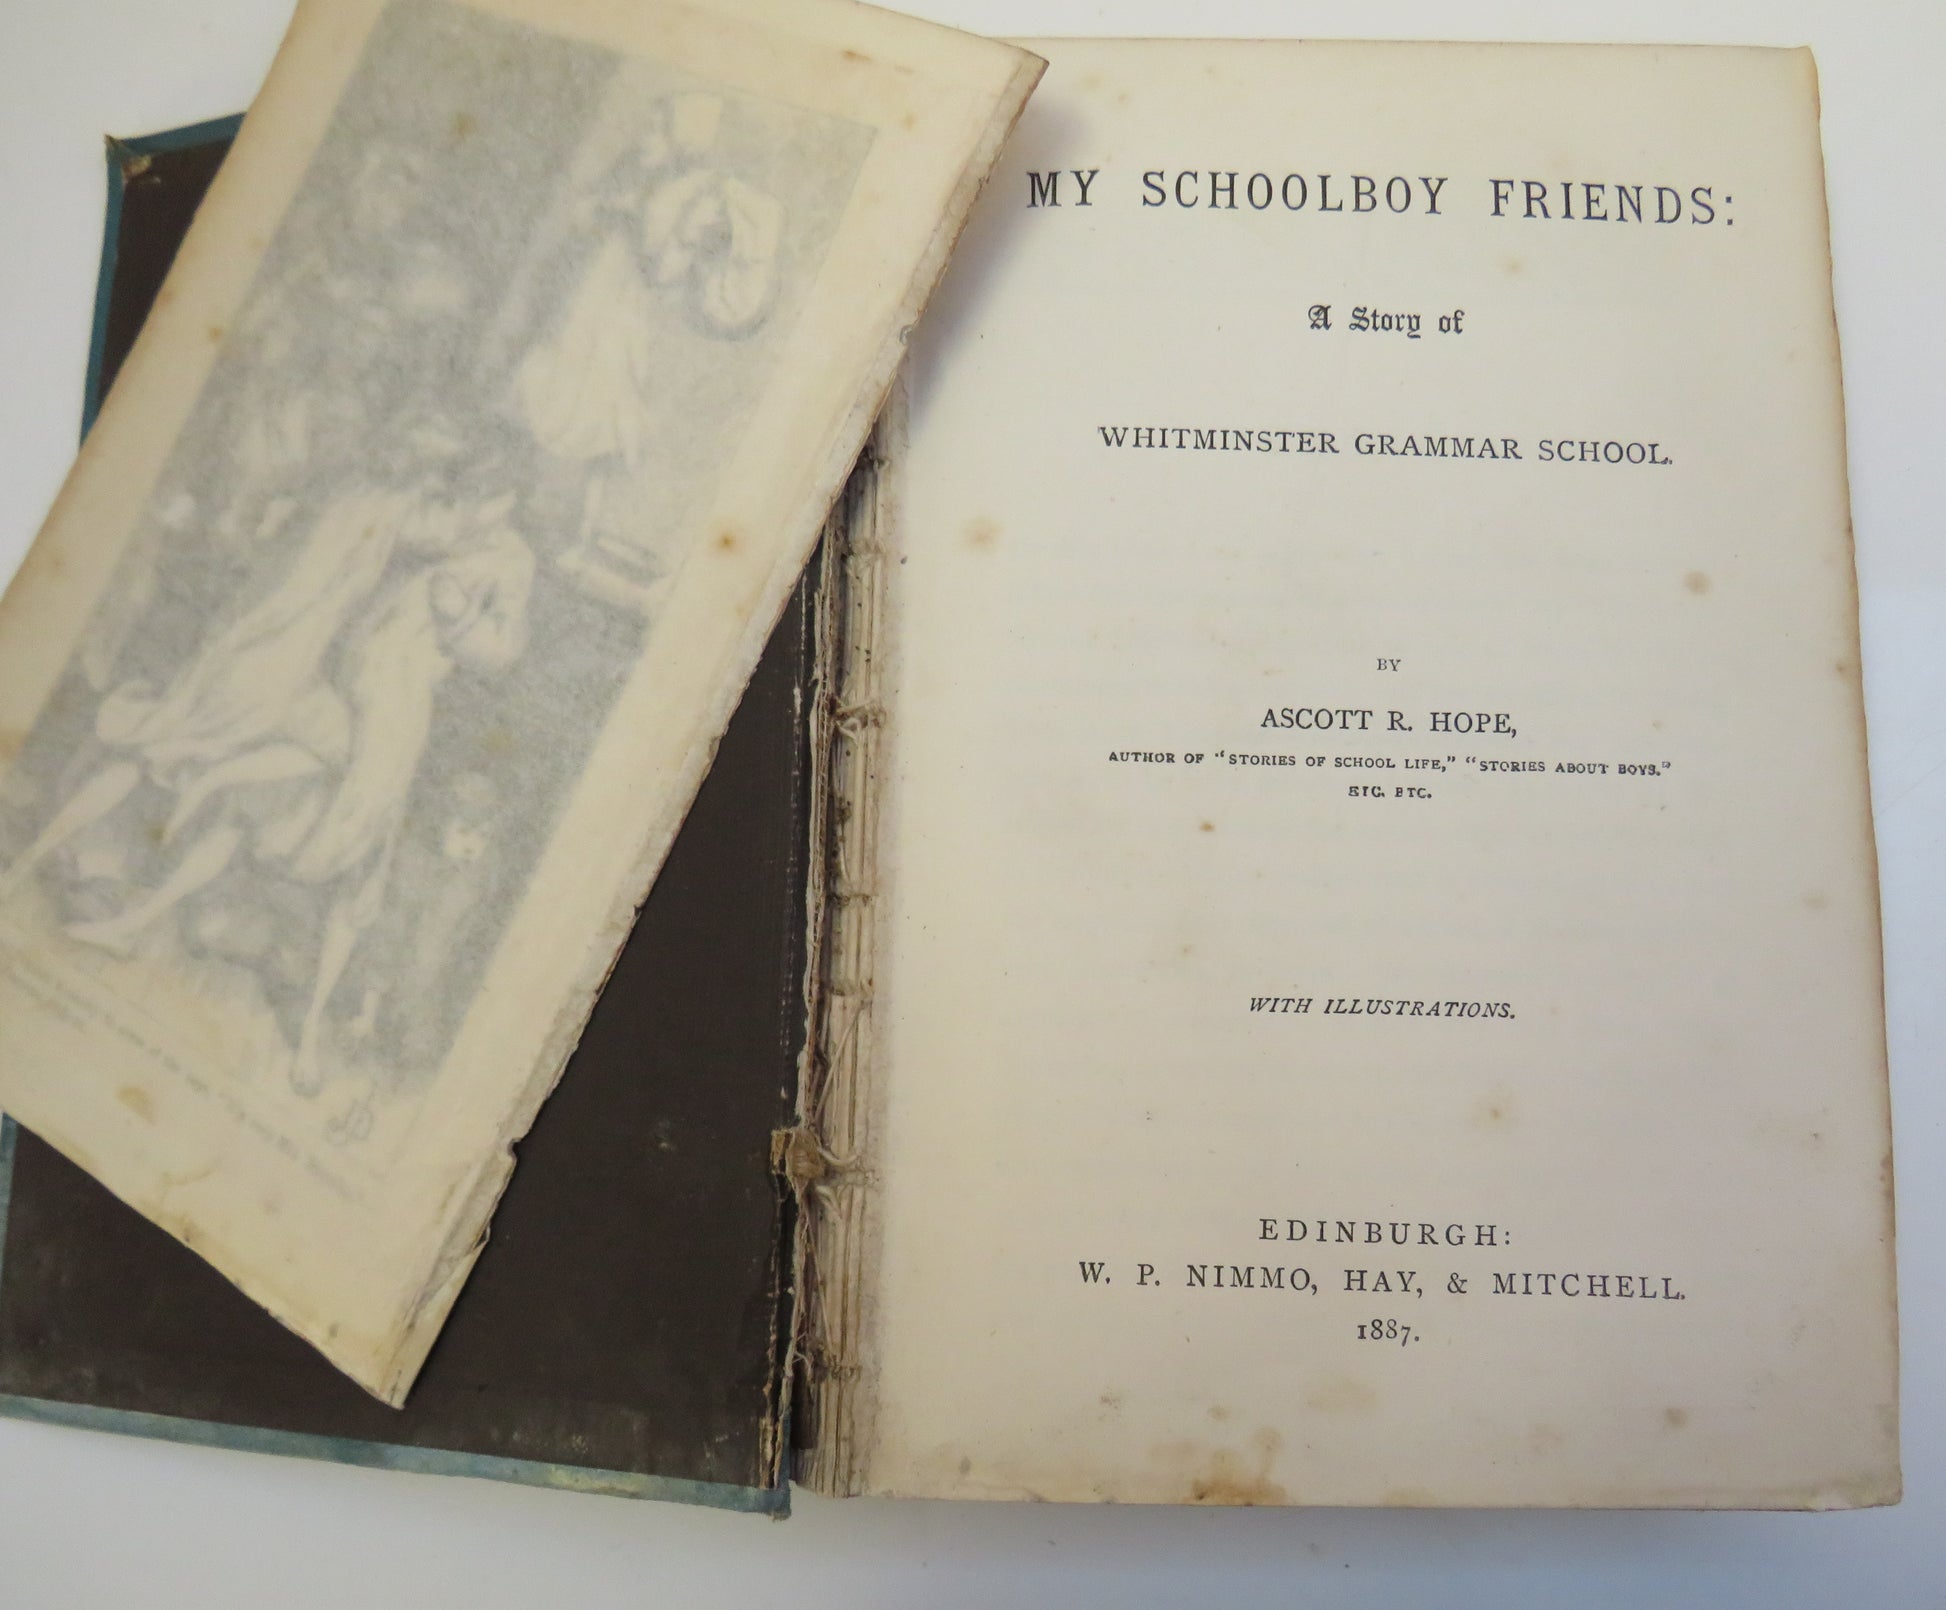 MY SCHOOLBOY FRIENDS:
A Story of
WHITMINSTER GRAMMAR SCHOOL.
BY
ASCOTT R. HOPE,
AUTHOR OF "STORIES OF SCHOOL LIFE," "STORIES ABOUT BOYS."
ETC. ETC.
WITH ILLUSTRATIONS.
EDINBURGH:
W. P. NIMMO, HAY, & MITCHELL.
1887.